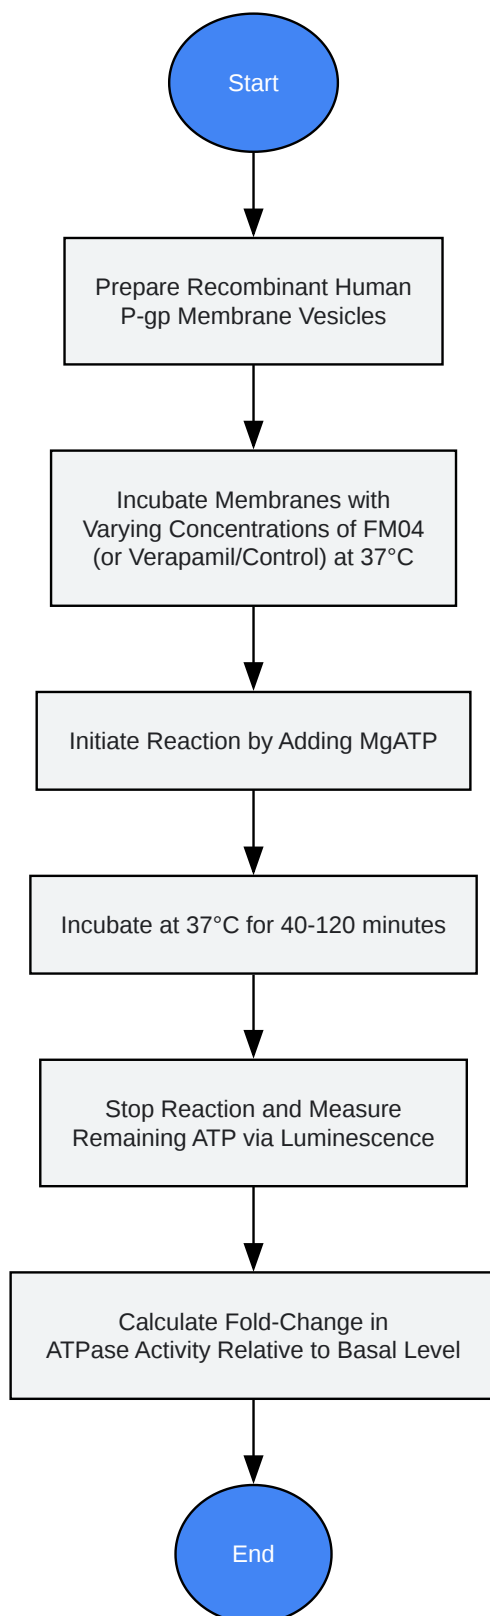 Start
Prepare Recombinant Human
P-gp Membrane Vesicles
Incubate Membranes with
Varying Concentrations of FM04
(or Verapamil/Control) at 37°C
Initiate Reaction by Adding MgATP
Incubate at 37°C for 40-120 minutes
Stop Reaction and Measure
Remaining ATP via Luminescence
Calculate Fold-Change in
ATPase Activity Relative to Basal Level
End